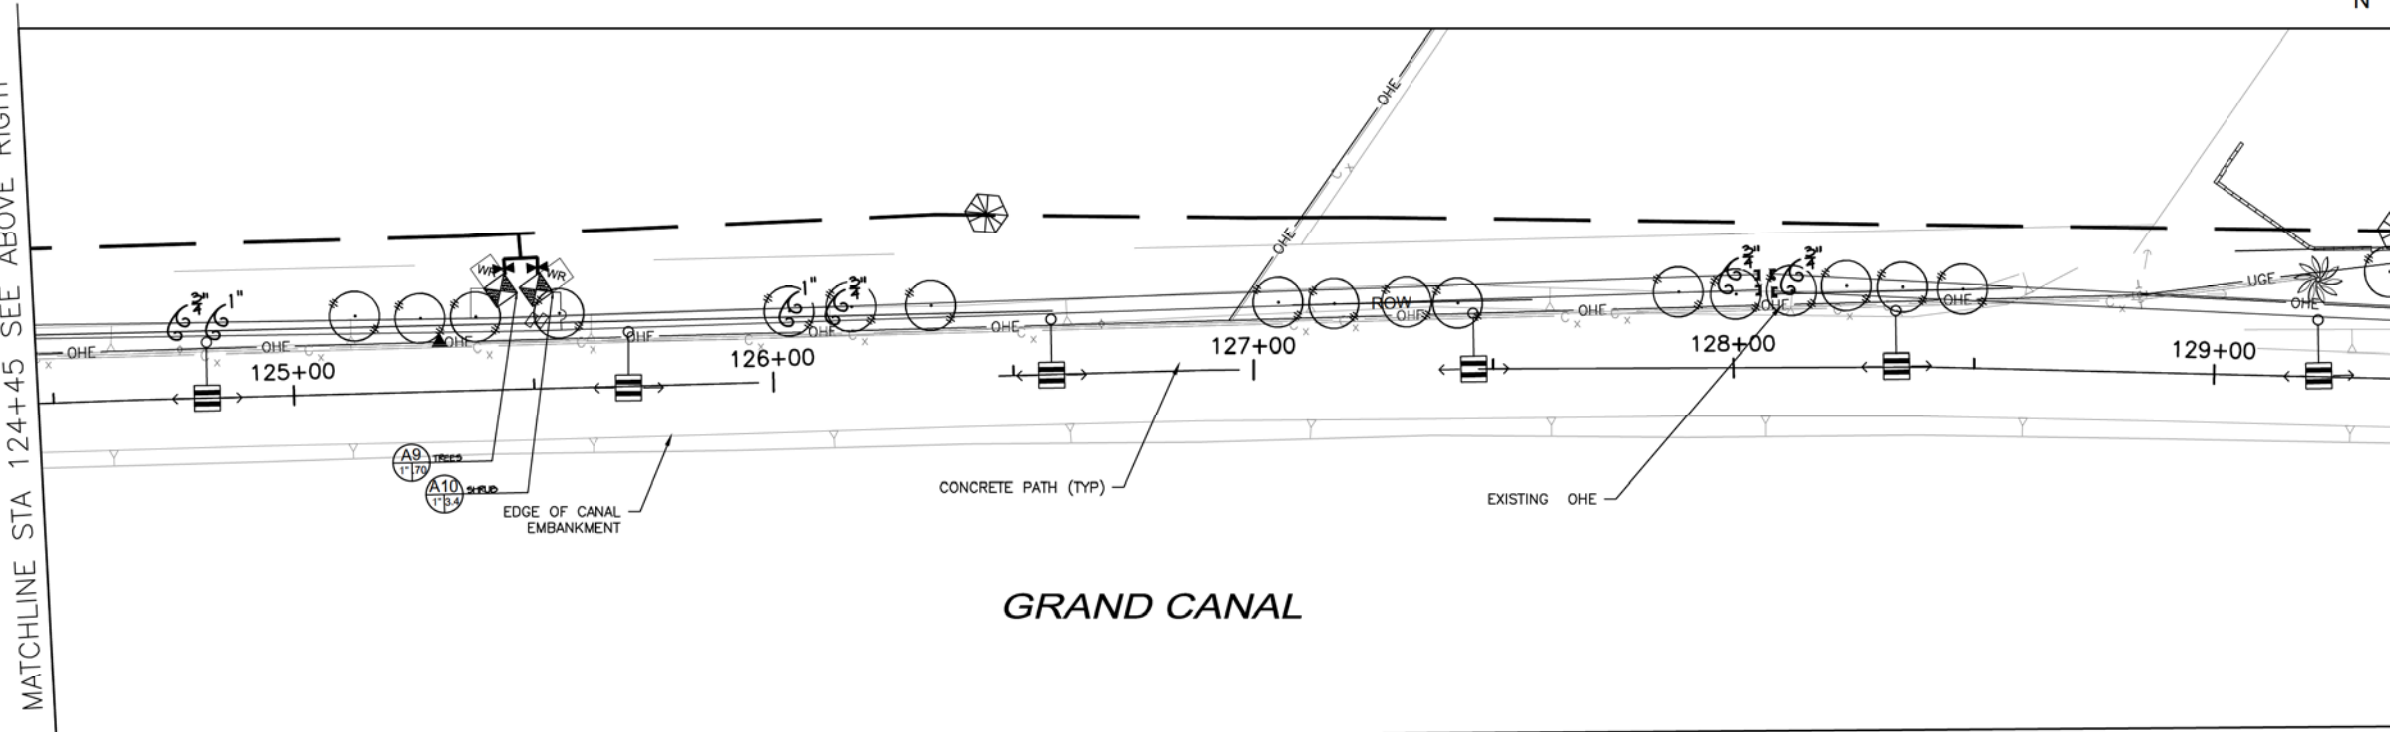 N
MATCHLINE STA 124+45 SEE ABOVE RIGHT
OHE
OHE
WR
WR
3/4"
1"
1"
3/4"
3/4"
3/4"
ROW
UGE
OHE
OHE
OHE
OHE
OHE
OHE
OHE
OHE
OHE
OHE
OHE
125+00
126+00
127+00
128+00
129+00
A9 TREES
1" .70
A10 SHRUB
1" 3.4
EDGE OF CANAL
EMBANKMENT
CONCRETE PATH (TYP)
EXISTING OHE
GRAND CANAL